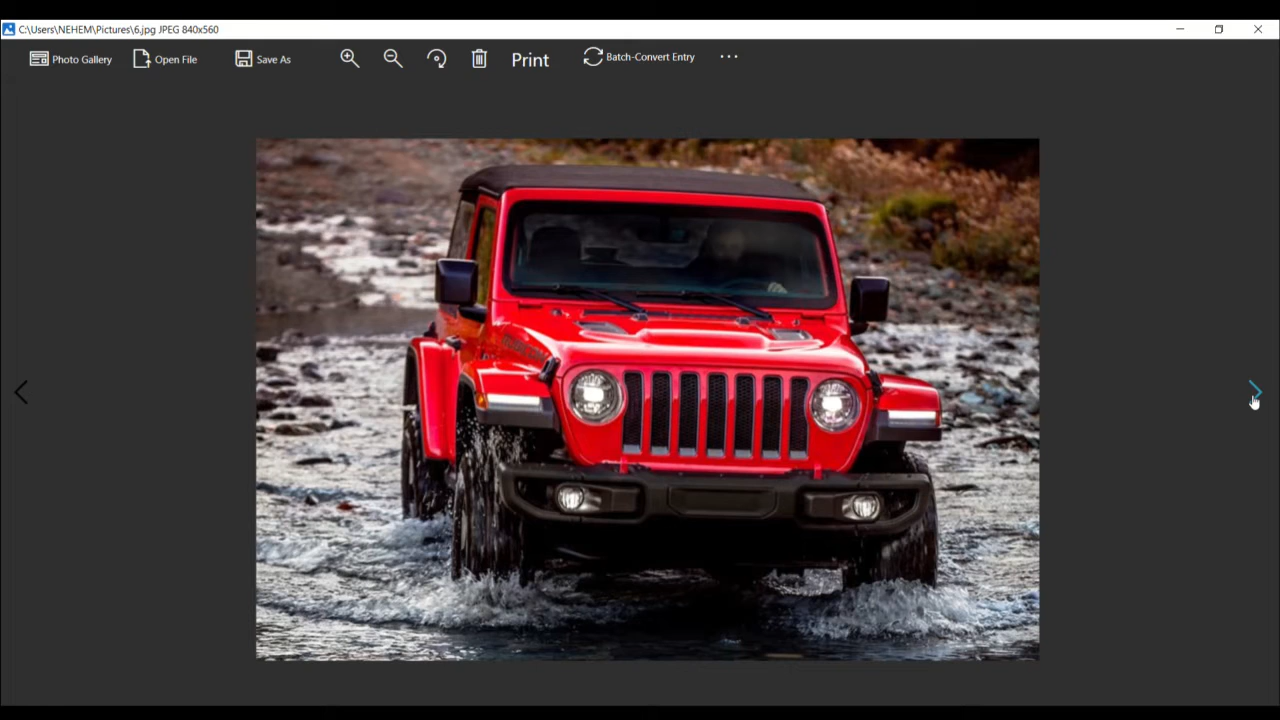 C:\Users\NEHEM\Pictures\6.jpg JPEG 840x560
Photo Gallery Open File Save As Print Batch-Convert Entry ...